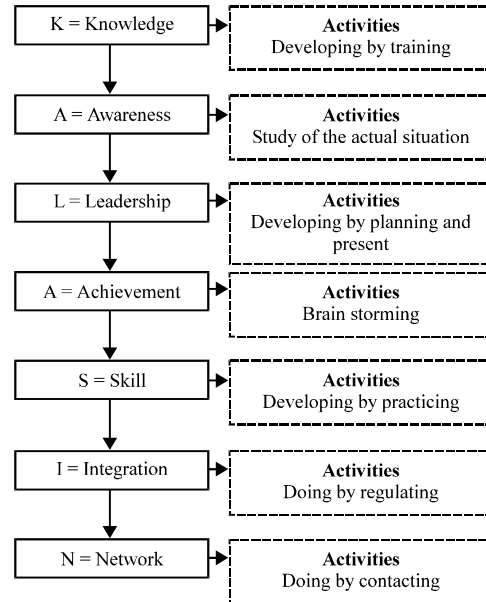 K = Knowledge
Activities
Developing by training
A = Awareness
Activities
Study of the actual situation
L = Leadership
Activities
Developing by planning and
present
A = Achievement
Activities
Brain storming
S = Skill
Activities
Developing by practicing
I = Integration
Activities
Doing by regulating
N = Network
Activities
Doing by contacting